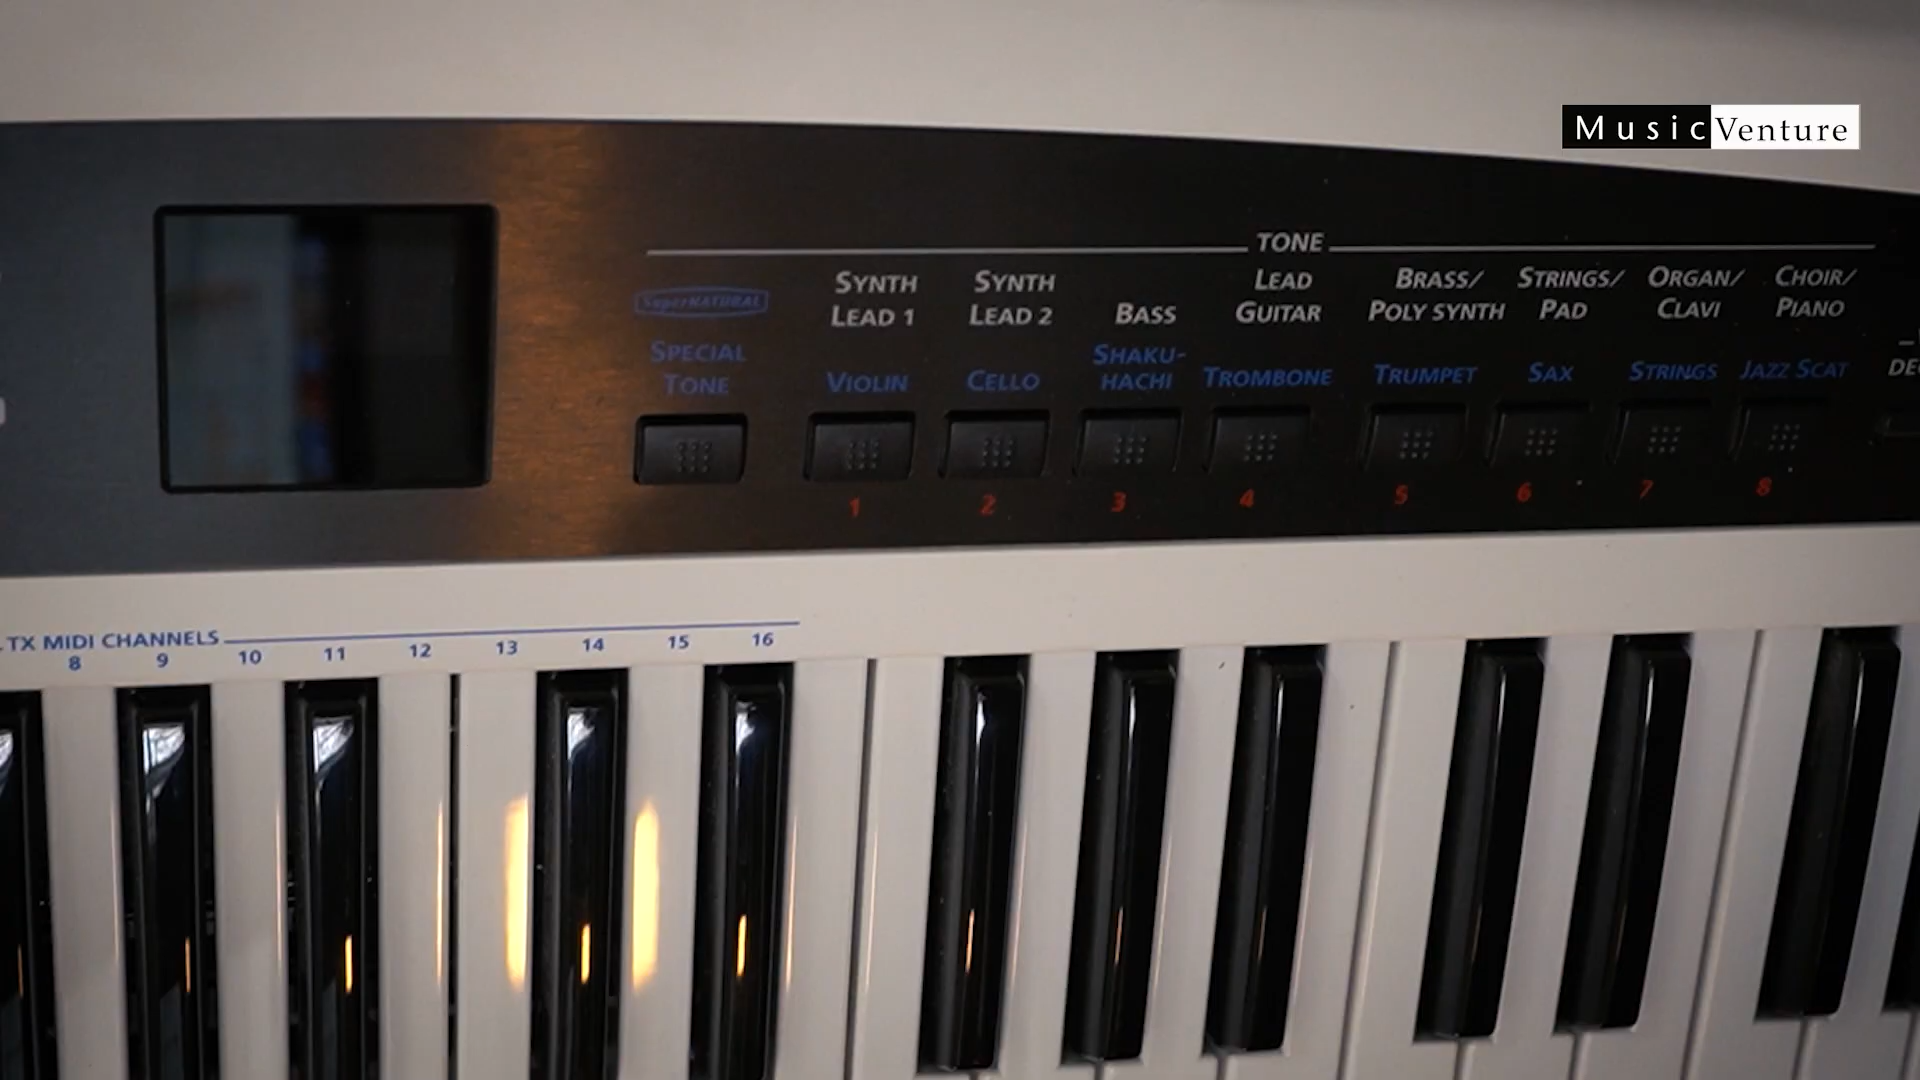 MusicVenture
TONE
SuperNATURAL
SPECIAL
TONE
SYNTH
LEAD 1
VIOLIN
SYNTH
LEAD 2
CELLO
BASS
SHAKU-
HACHI
LEAD
GUITAR
TROMBONE
BRASS/
POLY SYNTH
TRUMPET
STRINGS/
PAD
SAX
ORGAN/
CLAVI
STRINGS
CHOIR/
PIANO
JAZZ SCAT
1 2 3 4 5 6 7 8
TX MIDI CHANNELS
8 9 10 11 12 13 14 15 16